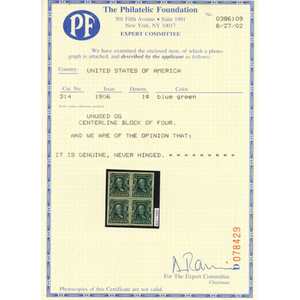 The Philatelic Foundation
501 Fifth Avenue • Suite 1901
New York, NY 10017
EXPERT COMMITTEE
No.
0386109
8/27/02
PF
We have examined the enclosed item, of which a photo-
graph is attached, and described by the applicant as follows:
Country: UNITED STATES OF AMERICA
Cat. No. Issue Denom. Color
314 1906 1¢ blue green
UNUSED OG
CENTERLINE BLOCK OF FOUR.
AND WE ARE OF THE OPINION THAT:
IT IS GENUINE, NEVER HINGED.
For The Expert Committee
Chairman
078429
Photocopies of this Certificate are not valid.